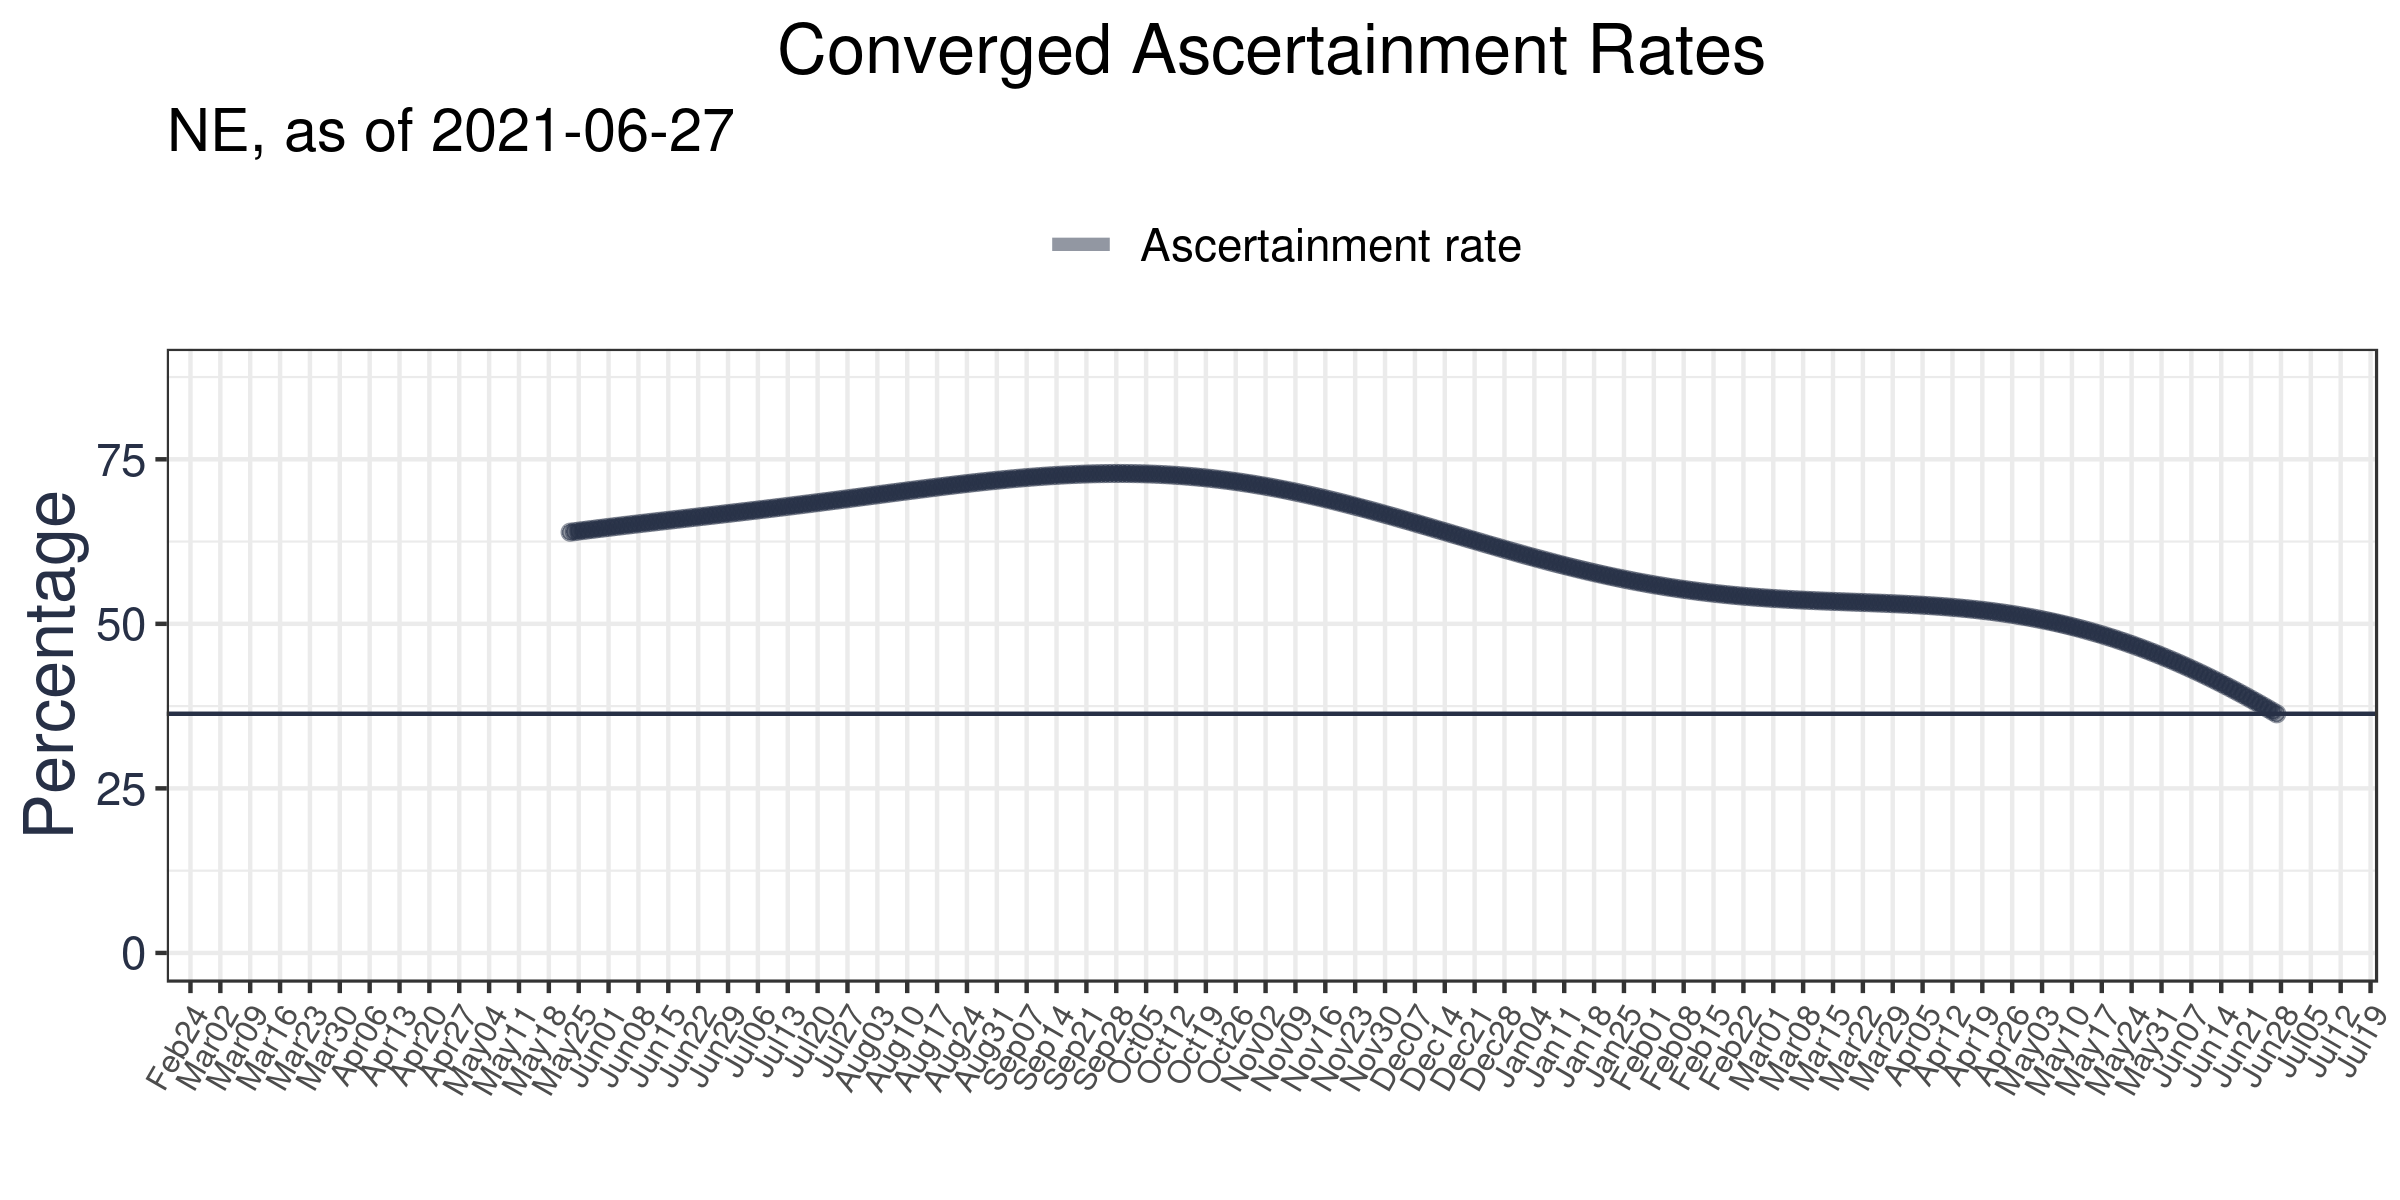 Converged Ascertainment Rates
NE, as of 2021-06-27
Ascertainment rate
Percentage
75
50
25
0
Feb24
Mar02
Mar09
Mar16
Mar23
Mar30
Apr06
Apr13
Apr20
Apr27
May04
May11
May18
May25
Jun01
Jun08
Jun15
Jun22
Jun29
Jul06
Jul13
Jul20
Jul27
Aug03
Aug10
Aug17
Aug24
Aug31
Sep07
Sep14
Sep21
Sep28
Oct05
Oct12
Oct19
Oct26
Nov02
Nov09
Nov16
Nov23
Nov30
Dec07
Dec14
Dec21
Dec28
Jan04
Jan11
Jan18
Jan25
Feb01
Feb08
Feb15
Feb22
Mar01
Mar08
Mar15
Mar22
Mar29
Apr05
Apr12
Apr19
Apr26
May03
May10
May17
May24
May31
Jun07
Jun14
Jun21
Jun28
Jul05
Jul12
Jul19